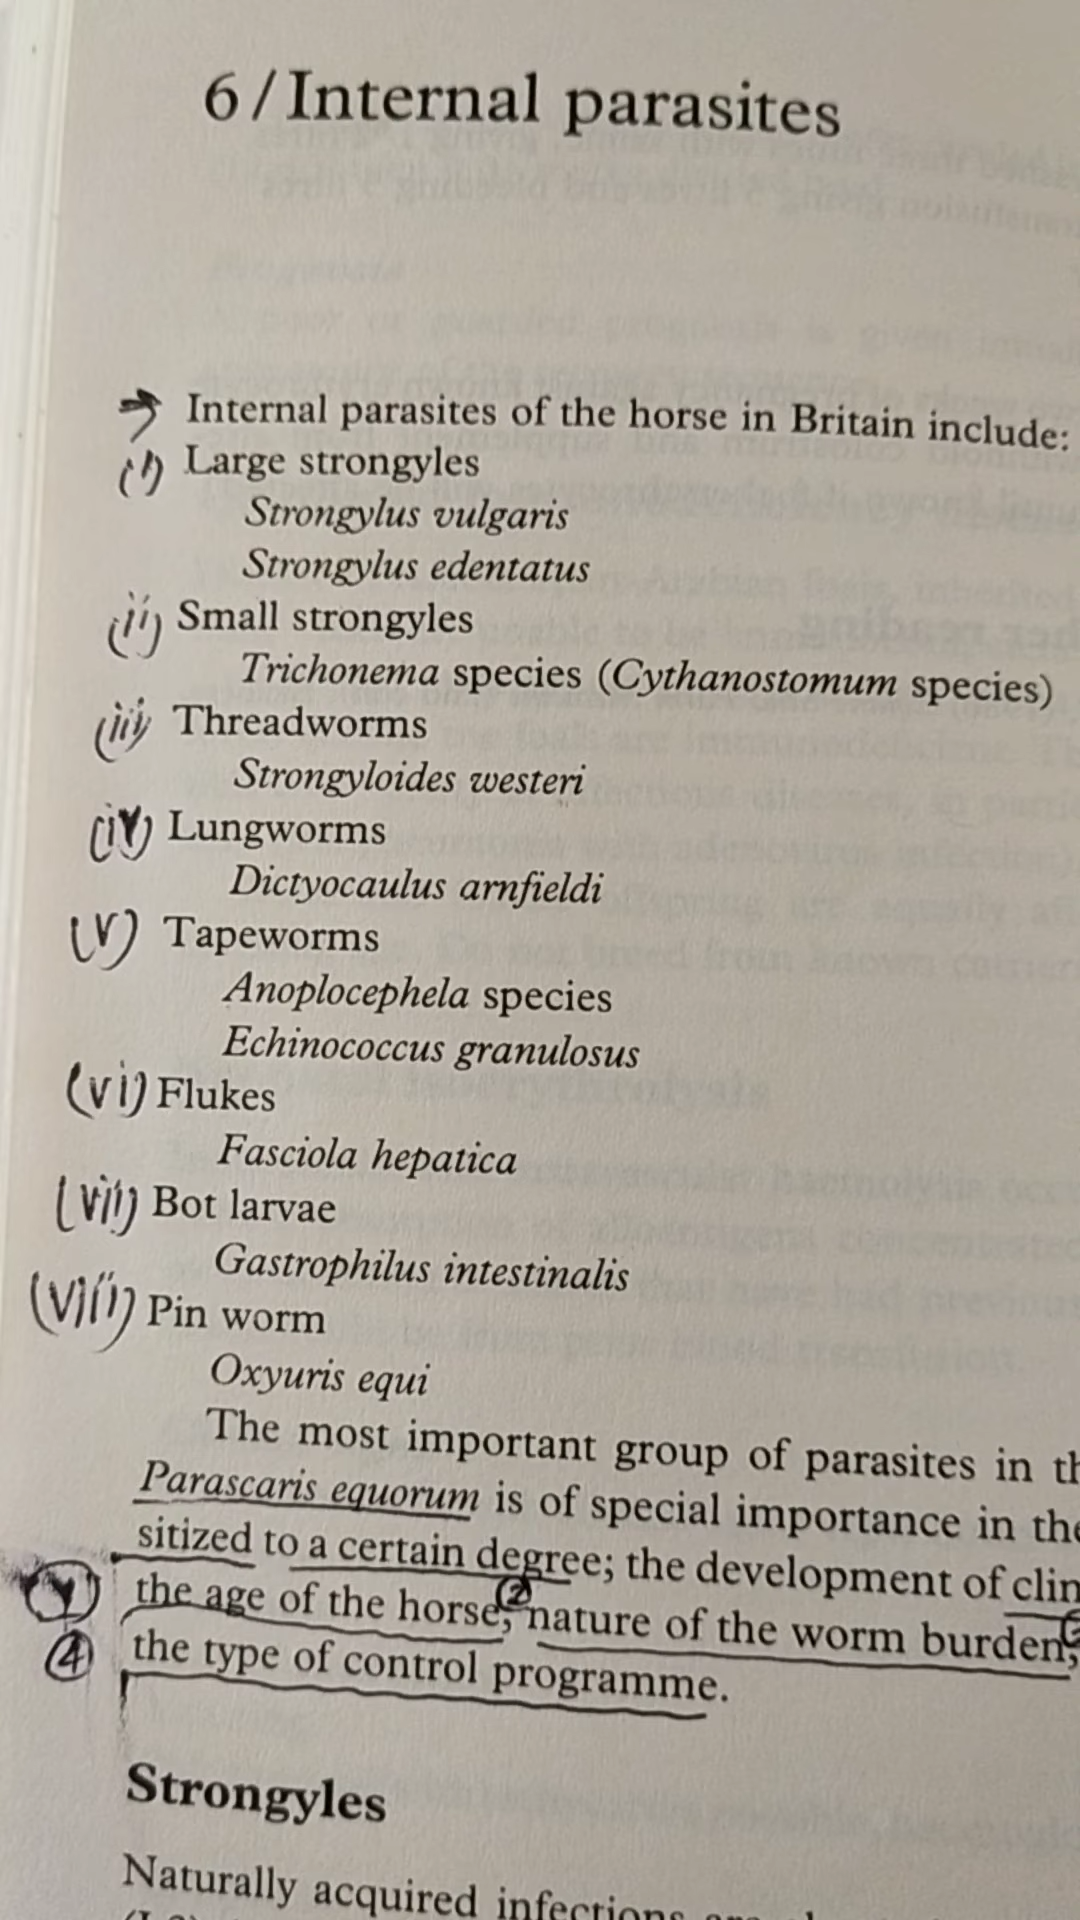 6/Internal parasites
Internal parasites of the horse in Britain include:
(i) Large strongyles
Strongylus vulgaris
Strongylus edentatus
(ii) Small strongyles
Trichonema species (Cythanostomum species)
(iii) Threadworms
Strongyloides westeri
(iv) Lungworms
Dictyocaulus arnfieldi
(v) Tapeworms
Anoplocephela species
Echinococcus granulosus
(vi) Flukes
Fasciola hepatica
(vii) Bot larvae
Gastrophilus intestinalis
(viii) Pin worm
Oxyuris equi
The most important group of parasites in th
Parascaris equorum is of special importance in the
sitized to a certain degree; the development of clin
the age of the horse, ② nature of the worm burden,
④ the type of control programme.
Strongyles
Naturally acquired infections